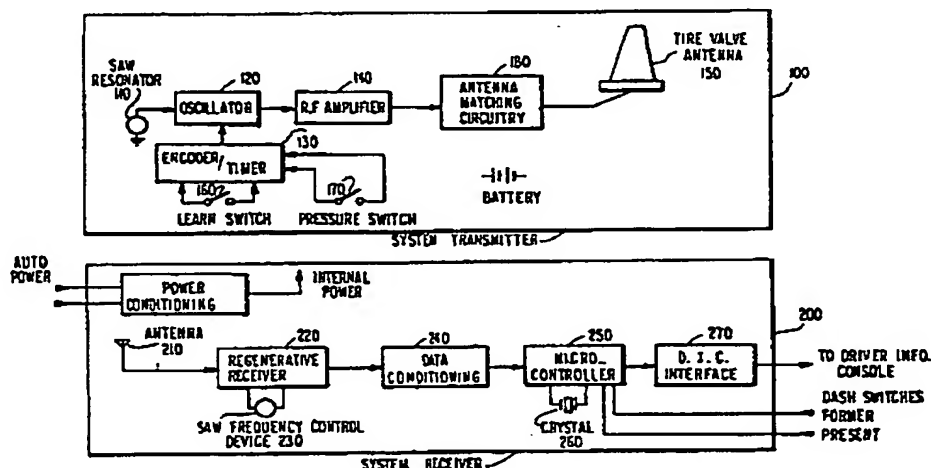 SAW
RESONATOR
110
120
OSCILLATOR
140
R.F AMPLIFIER
180
ANTENNA
MATCHING
CIRCUITRY
TIRE VALVE
ANTENNA
150
100
130
ENCODER/
TIMER
160
LEARN SWITCH
170
PRESSURE SWITCH
BATTERY
SYSTEM TRANSMITTER
AUTO
POWER
POWER
CONDITIONING
INTERNAL
POWER
200
ANTENNA
210
220
REGENERATIVE
RECEIVER
SAW FREQUENCY CONTROL
DEVICE 230
240
DATA
CONDITIONING
250
MICRO-
CONTROLLER
CRYSTAL
260
270
D. I. C.
INTERFACE
TO DRIVER INFO.
CONSOLE
DASH SWITCHES
FORMER
PRESENT
SYSTEM RECEIVER